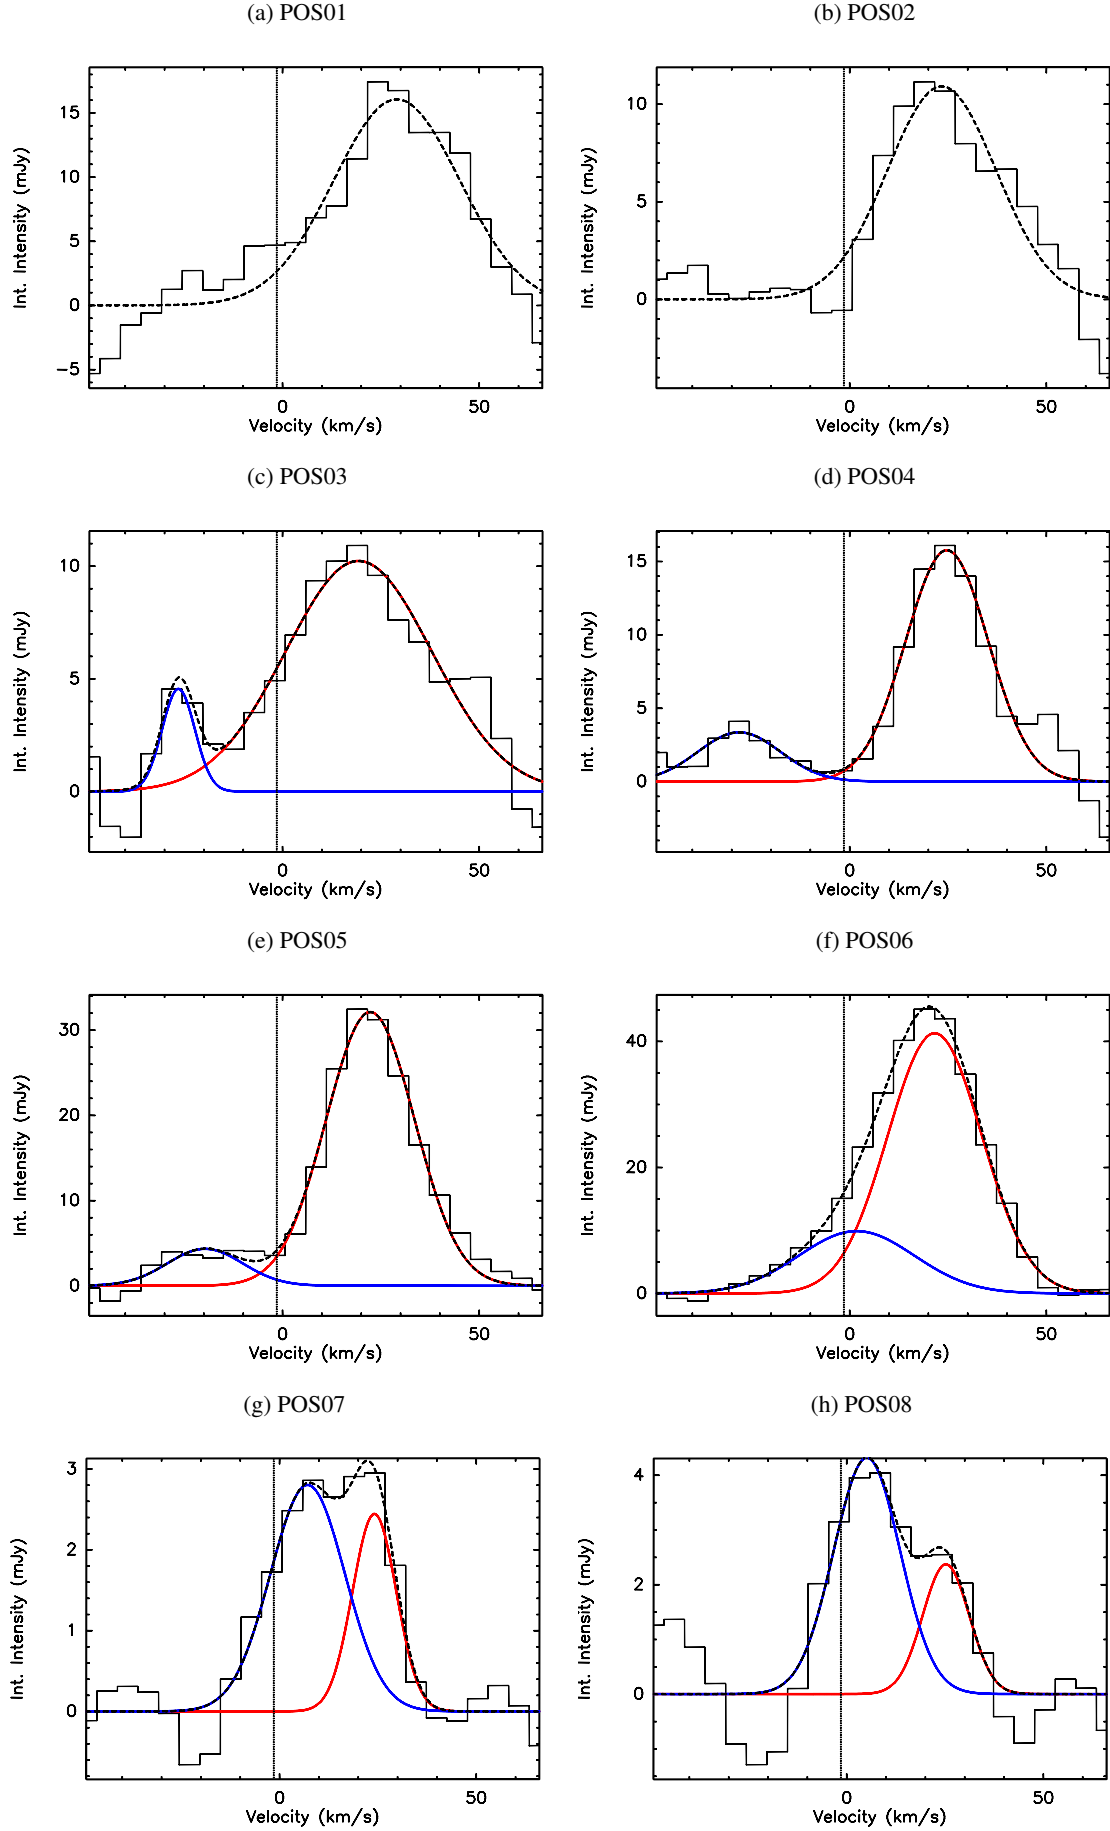 (a) POS01
(b) POS02
15
10
5
0
−5
Int. Intensity (mJy)
0
50
Velocity (km/s)
10
5
0
Int. Intensity (mJy)
0
50
Velocity (km/s)
(c) POS03
(d) POS04
10
5
0
Int. Intensity (mJy)
0
50
Velocity (km/s)
15
10
5
0
Int. Intensity (mJy)
0
50
Velocity (km/s)
(e) POS05
(f) POS06
30
20
10
0
Int. Intensity (mJy)
0
50
Velocity (km/s)
40
20
0
Int. Intensity (mJy)
0
50
Velocity (km/s)
(g) POS07
(h) POS08
3
2
1
0
Int. Intensity (mJy)
0
50
Velocity (km/s)
4
2
0
Int. Intensity (mJy)
0
50
Velocity (km/s)